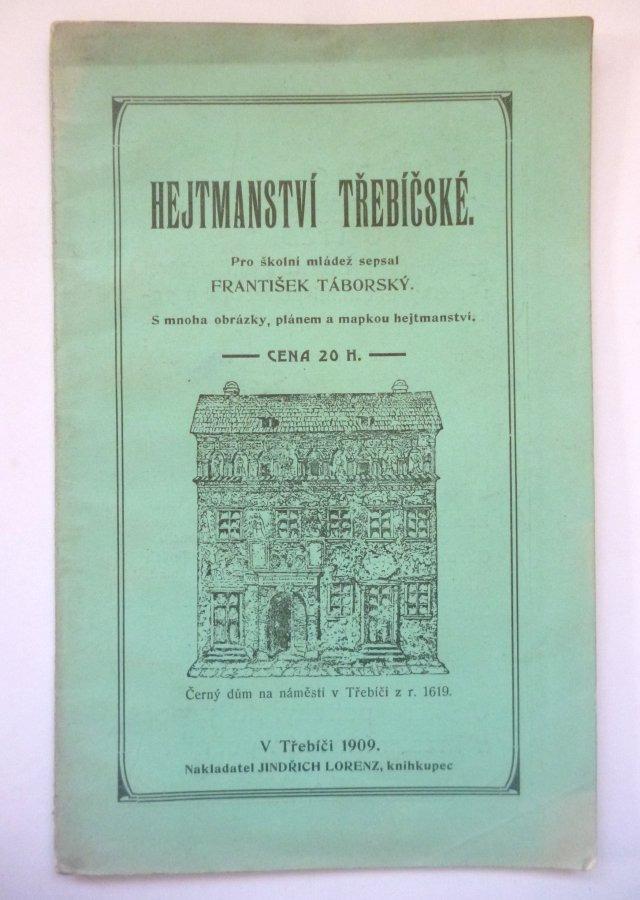 HEJTMANSTVÍ TŘEBÍČSKÉ.
Pro školní mládež sepsal
FRANTIŠEK TÁBORSKÝ.
S mnoha obrázky, plánem a mapkou hejtmanství.
CENA 20 H.
Černý dům na náměstí v Třebíči z r. 1619.
V Třebíči 1909.
Nakladatel JINDŘICH LORENZ, knihkupec